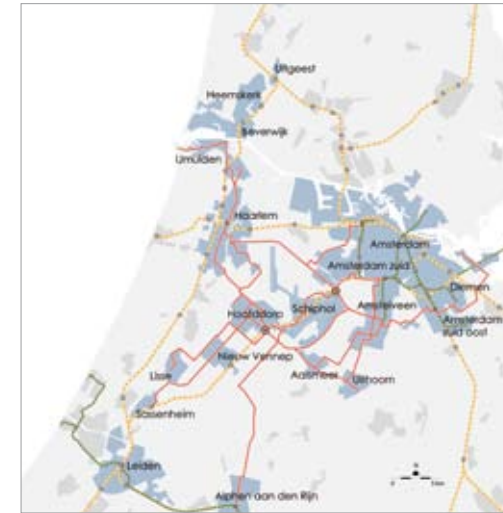 Uitgeest
Heemskerk
Beverwijk
IJmuiden
Haarlem
Amsterdam
Amsterdam zuid
Diemen
Schiphol
Amstelveen
Hoofddorp
Amsterdam
zuid oost
Nieuw Vennep
Aalsmeer
Uithoorn
Lisse
Sassenheim
Leiden
Alphen aan den Rijn
0